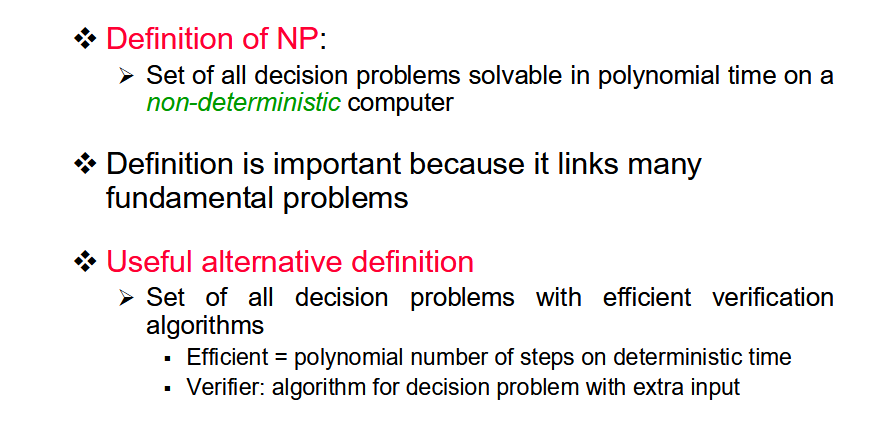 ❖ Definition of NP:
➢ Set of all decision problems solvable in polynomial time on a
non-deterministic computer
❖ Definition is important because it links many
fundamental problems
❖ Useful alternative definition
➢ Set of all decision problems with efficient verification
algorithms
▪ Efficient = polynomial number of steps on deterministic time
▪ Verifier: algorithm for decision problem with extra input